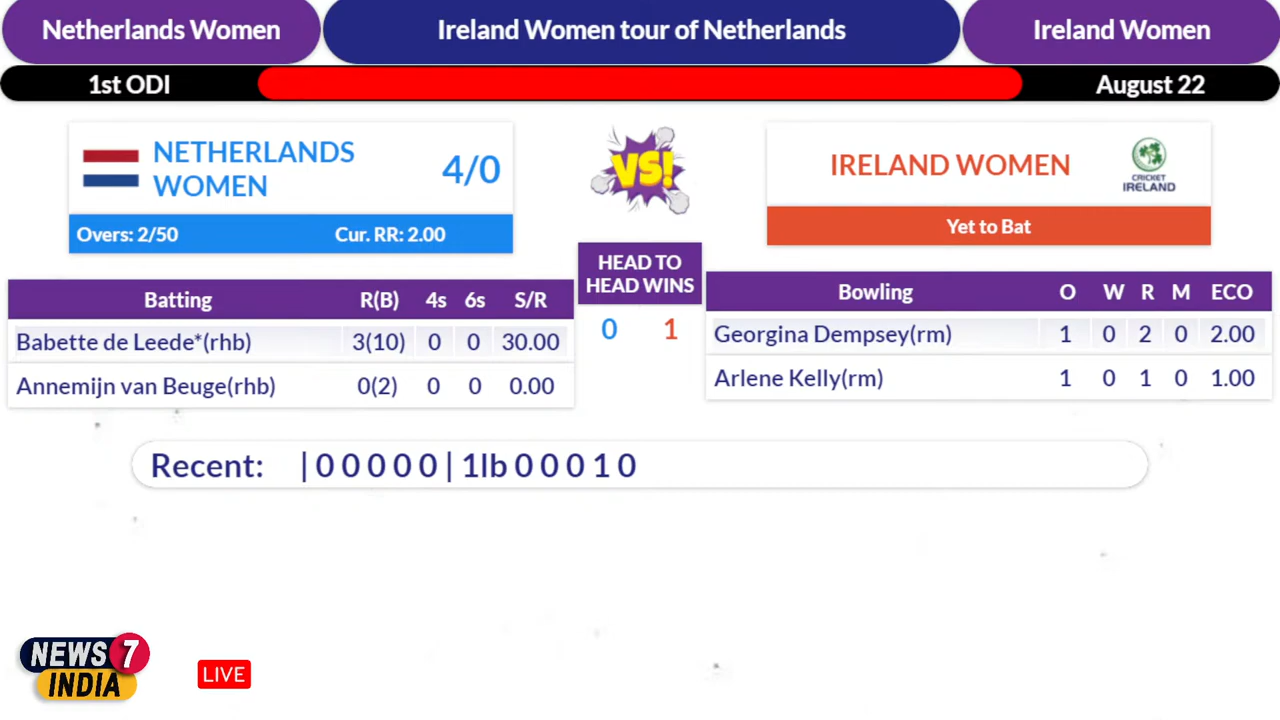 Netherlands Women
Ireland Women tour of Netherlands
Ireland Women
1st ODI
August 22
NETHERLANDS
WOMEN
4/0
Overs: 2/50
Cur. RR: 2.00
VS!
IRELAND WOMEN
CRICKET
IRELAND
Yet to Bat
HEAD TO
HEAD WINS
0 1
Batting R(B) 4s 6s S/R
Babette de Leede*(rhb) 3(10) 0 0 30.00
Annemijn van Beuge(rhb) 0(2) 0 0 0.00
Bowling O W R M ECO
Georgina Dempsey(rm) 1 0 2 0 2.00
Arlene Kelly(rm) 1 0 1 0 1.00
Recent: | 0 0 0 0 0 | 1lb 0 0 0 1 0
NEWS 7
INDIA
LIVE